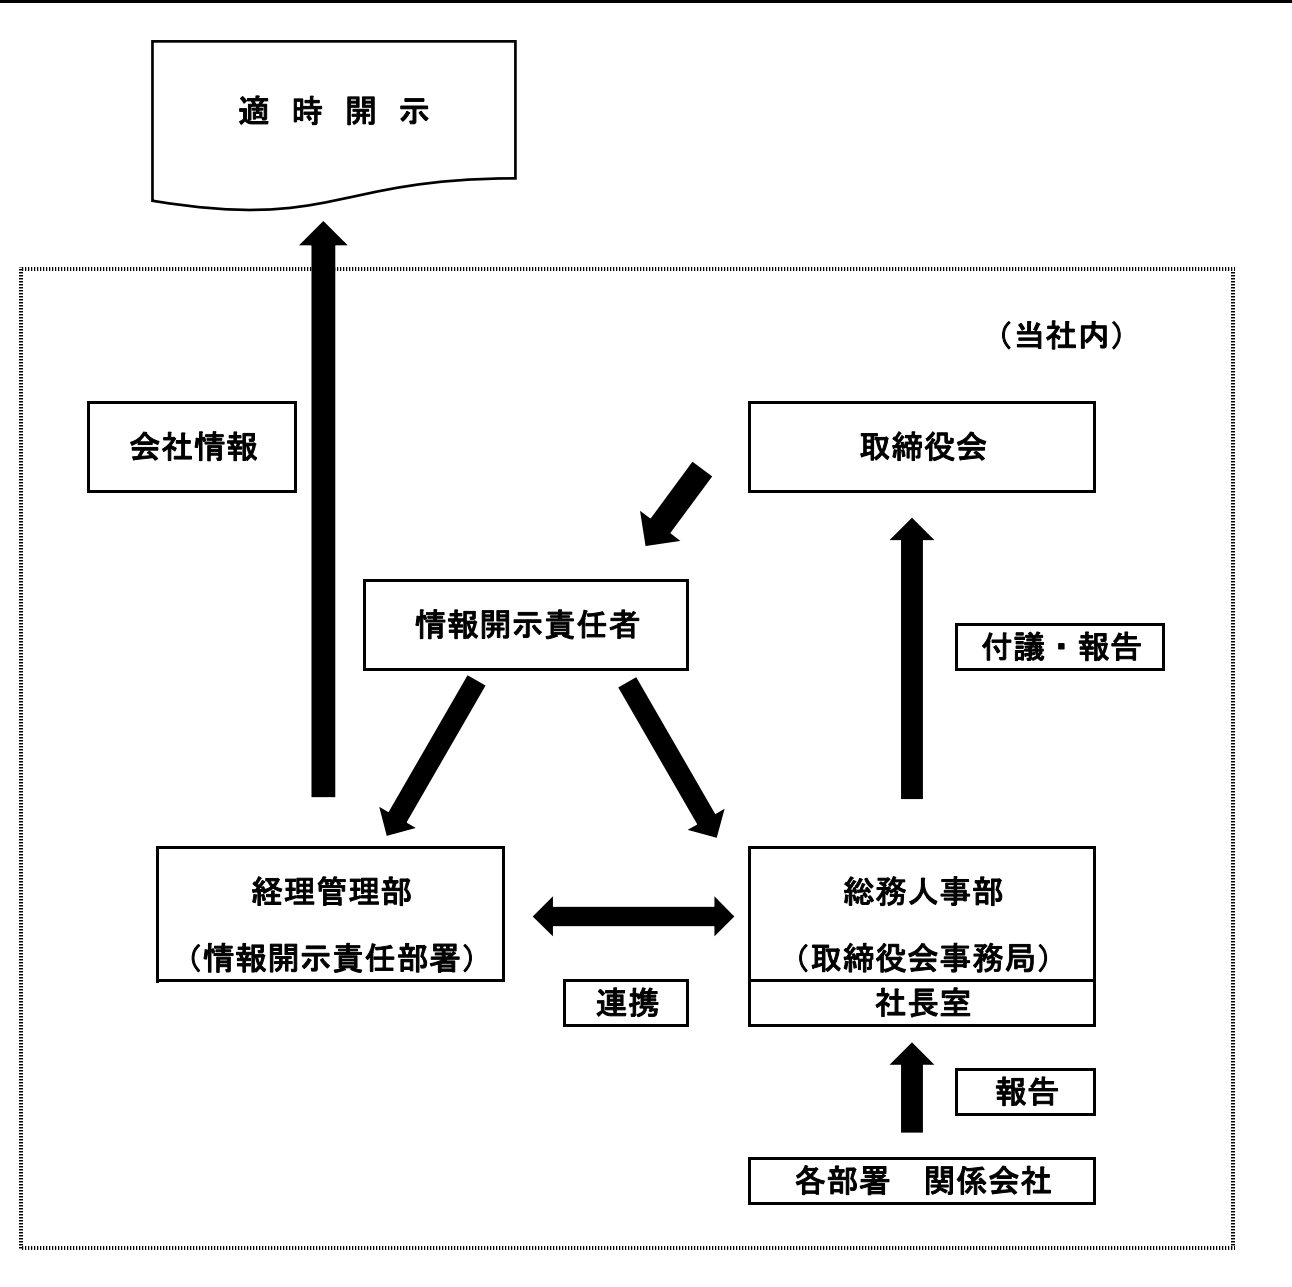 適 時 開 示
（当社内）
会社情報
取締役会
情報開示責任者
付議・報告
経理管理部
（情報開示責任部署）
総務人事部
（取締役会事務局）
連携
社長室
報告
各部署　関係会社